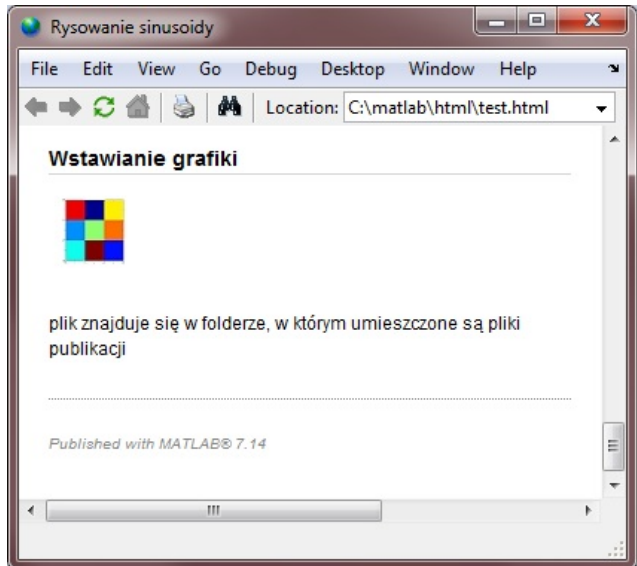 Rysowanie sinusoidy
File Edit View Go Debug Desktop Window Help
Location: C:\matlab\html\test.html
Wstawianie grafiki
plik znajduje się w folderze, w którym umieszczone są pliki
publikacji
Published with MATLAB® 7.14